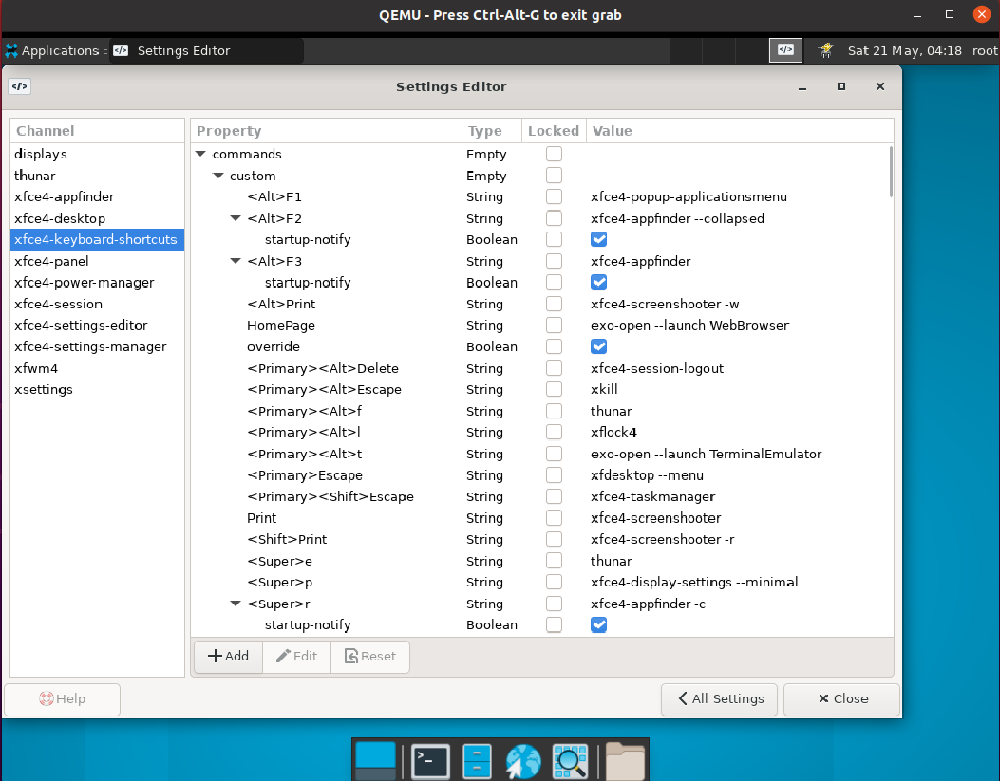 QEMU - Press Ctrl-Alt-G to exit grab
Applications Settings Editor Sat 21 May, 04:18 root
Settings Editor
Channel
displays
thunar
xfce4-appfinder
xfce4-desktop
xfce4-keyboard-shortcuts
xfce4-panel
xfce4-power-manager
xfce4-session
xfce4-settings-editor
xfce4-settings-manager
xfwm4
xsettings
Property Type Locked Value
commands Empty
custom Empty
<Alt>F1 String xfce4-popup-applicationsmenu
<Alt>F2 String xfce4-appfinder --collapsed
startup-notify Boolean
<Alt>F3 String xfce4-appfinder
startup-notify Boolean
<Alt>Print String xfce4-screenshooter -w
HomePage String exo-open --launch WebBrowser
override Boolean
<Primary><Alt>Delete String xfce4-session-logout
<Primary><Alt>Escape String xkill
<Primary><Alt>f String thunar
<Primary><Alt>l String xflock4
<Primary><Alt>t String exo-open --launch TerminalEmulator
<Primary>Escape String xfdesktop --menu
<Primary><Shift>Escape String xfce4-taskmanager
Print String xfce4-screenshooter
<Shift>Print String xfce4-screenshooter -r
<Super>e String thunar
<Super>p String xfce4-display-settings --minimal
<Super>r String xfce4-appfinder -c
startup-notify Boolean
Add Edit Reset
Help All Settings Close